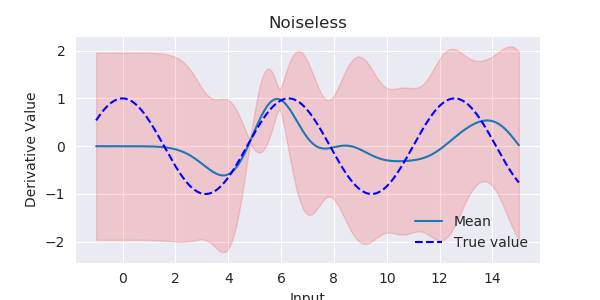 Noiseless
Derivative Value
2
1
0
−1
−2
Mean
True value
0 2 4 6 8 10 12 14
Input